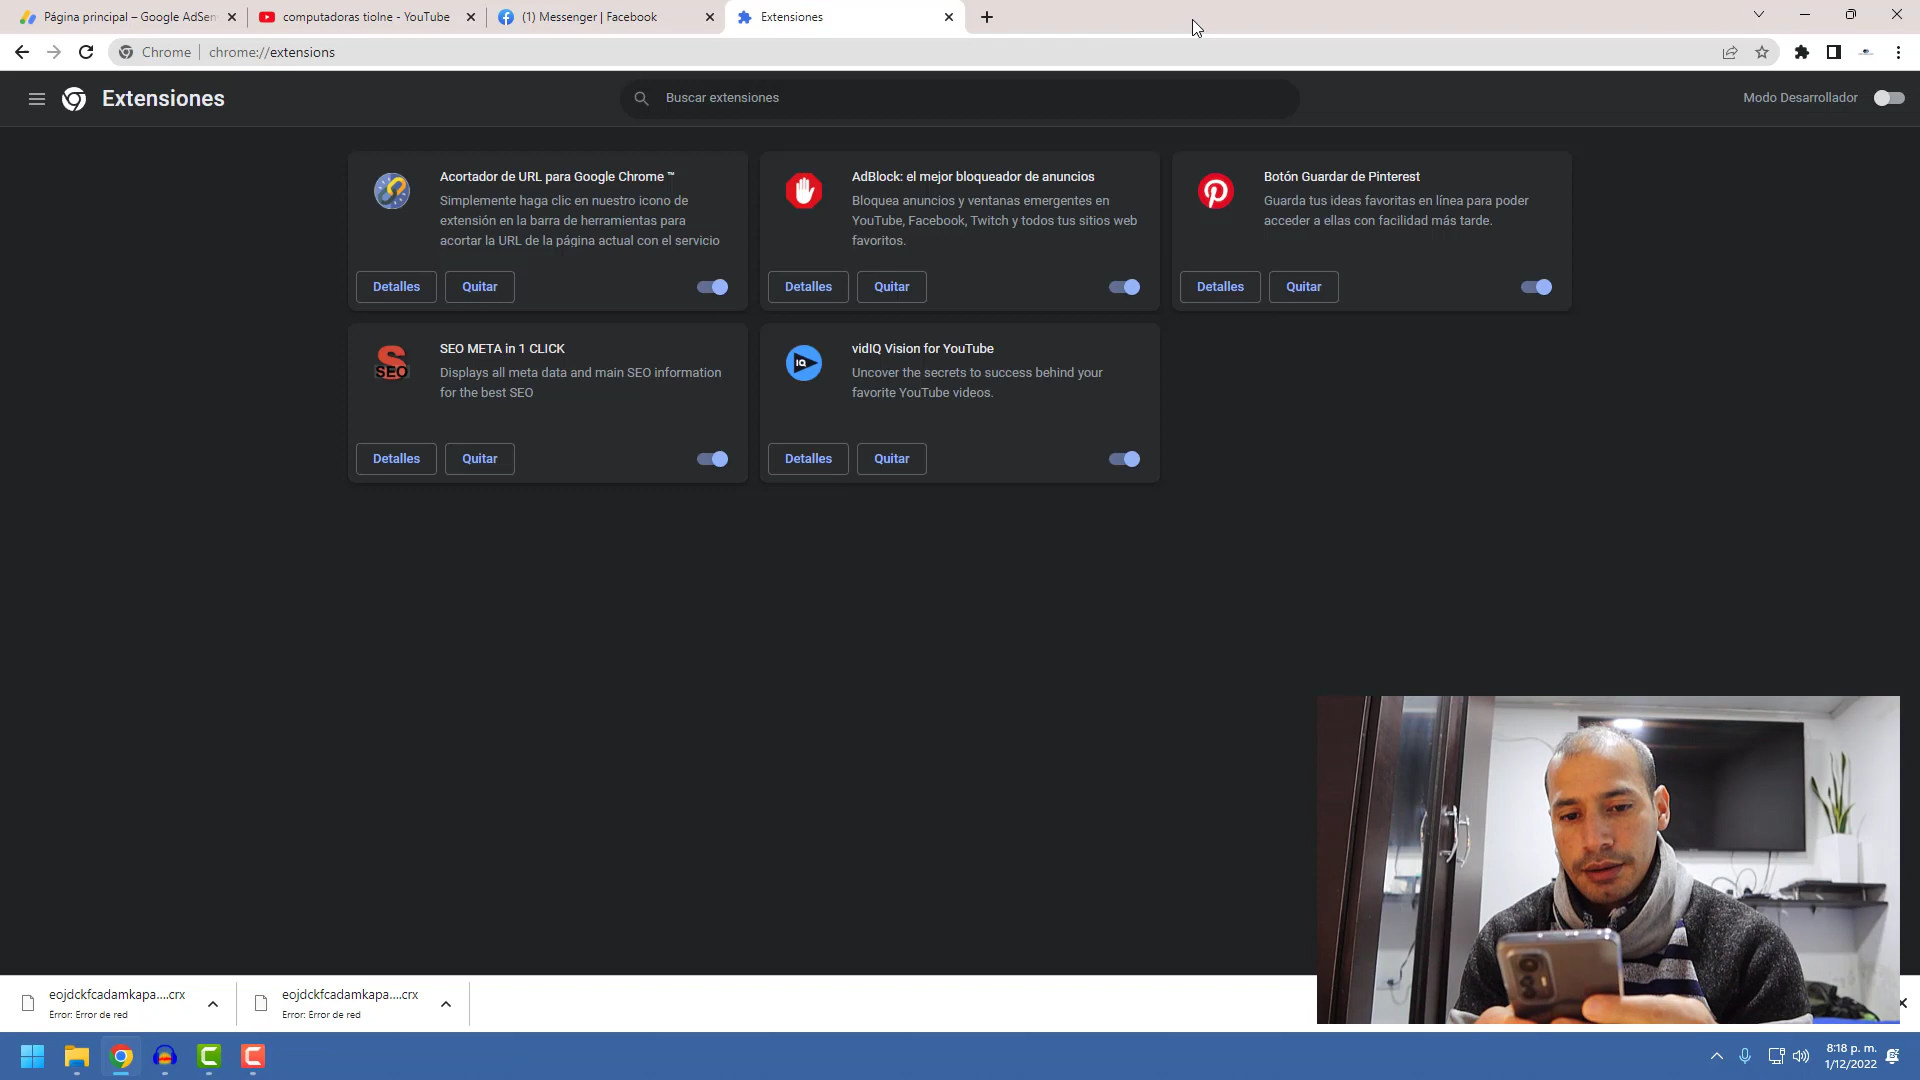 Página principal – Google AdSen
computadoras tiolne - YouTube
(1) Messenger | Facebook
Extensiones
Chrome
chrome://extensions
Extensiones
Buscar extensiones
Modo Desarrollador
Acortador de URL para Google Chrome ™
Simplemente haga clic en nuestro icono de
extensión en la barra de herramientas para
acortar la URL de la página actual con el servicio
Detalles
Quitar
AdBlock: el mejor bloqueador de anuncios
Bloquea anuncios y ventanas emergentes en
YouTube, Facebook, Twitch y todos tus sitios web
favoritos.
Detalles
Quitar
Botón Guardar de Pinterest
Guarda tus ideas favoritas en línea para poder
acceder a ellas con facilidad más tarde.
Detalles
Quitar
S
SEO
SEO META in 1 CLICK
Displays all meta data and main SEO information
for the best SEO
Detalles
Quitar
IQ
vidIQ Vision for YouTube
Uncover the secrets to success behind your
favorite YouTube videos.
Detalles
Quitar
eojdckfcadamkapa....crx
Error: Error de red
eojdckfcadamkapa....crx
Error: Error de red
8:18 p. m.
1/12/2022